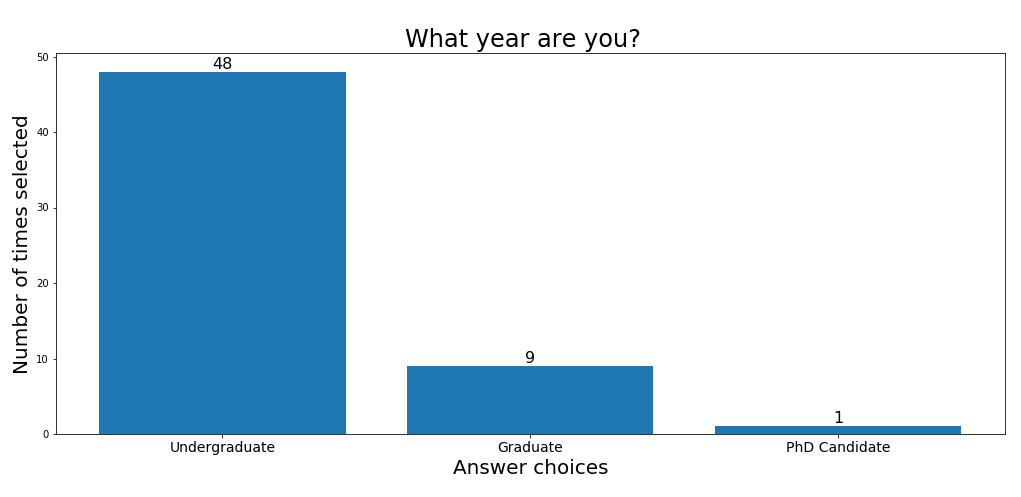 What year are you?
Number of times selected
50
40
30
20
10
0
48
9
1
Undergraduate
Graduate
PhD Candidate
Answer choices